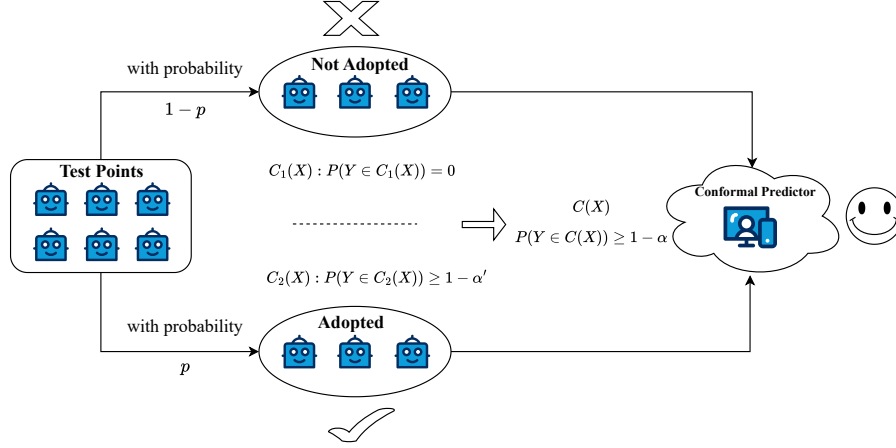 with probability
1 − p
Not Adopted
Test Points
C₁(X) : P(Y ∈ C₁(X)) = 0
C(X)
P(Y ∈ C(X)) ≥ 1 − α
Conformal Predictor
C₂(X) : P(Y ∈ C₂(X)) ≥ 1 − α′
with probability
p
Adopted